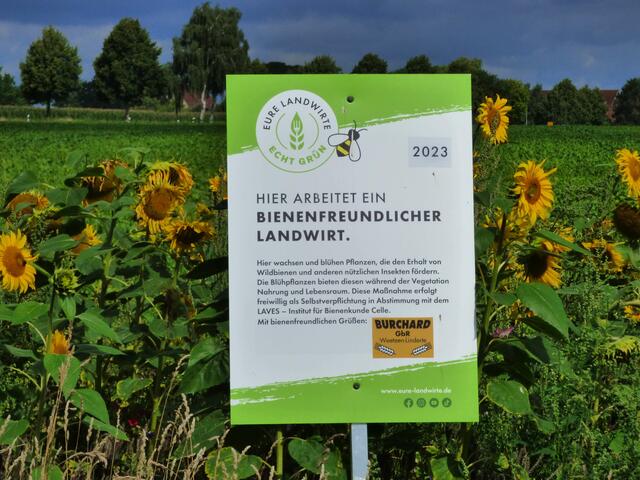 EURE LANDWIRTE
ECHT GRÜN
2023
HIER ARBEITET EIN
BIENENFREUNDLICHER
LANDWIRT.
Hier wachsen und blühen Pflanzen, die den Erhalt von
Wildbienen und anderen nützlichen Insekten fördern.
Die Blühpflanzen bieten diesen während der Vegetation
Nahrung und Lebensraum. Diese Maßnahme erfolgt
freiwillig als Selbstverpflichtung in Abstimmung mit dem
LAVES – Institut für Bienenkunde Celle.
Mit bienenfreundlichen Grüßen:
BURCHARD
GbR
Weetzen-Linderte
www.eure-landwirte.de